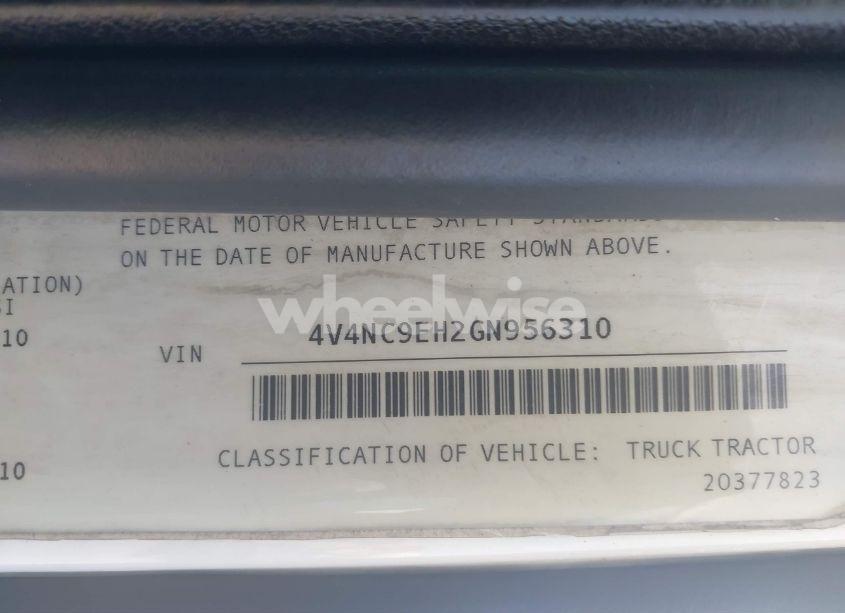 FEDERAL MOTOR VEHICLE SAFETY STANDARDS
ON THE DATE OF MANUFACTURE SHOWN ABOVE.
ATION)
SI
10
wheelwise
VIN 4V4NC9EH2GN956310
CLASSIFICATION OF VEHICLE: TRUCK TRACTOR
10
20377823